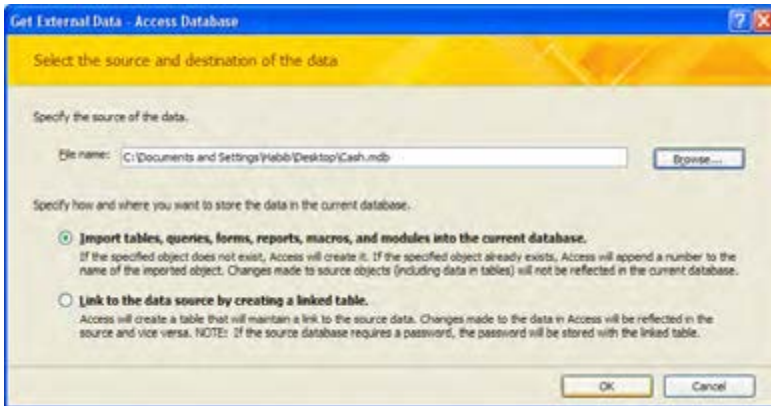 Get External Data - Access Database
Select the source and destination of the data
Specify the source of the data.
File name: C:\Documents and Settings\Habib\Desktop\Cash.mdb Browse...
Specify how and where you want to store the data in the current database.
Import tables, queries, forms, reports, macros, and modules into the current database.
If the specified object does not exist, Access will create it. If the specified object already exists, Access will append a number to the
name of the imported object. Changes made to source objects (including data in tables) will not be reflected in the current database.
Link to the data source by creating a linked table.
Access will create a table that will maintain a link to the source data. Changes made to the data in Access will be reflected in the
source and vice versa. NOTE: If the source database requires a password, the password will be stored with the linked table.
OK Cancel